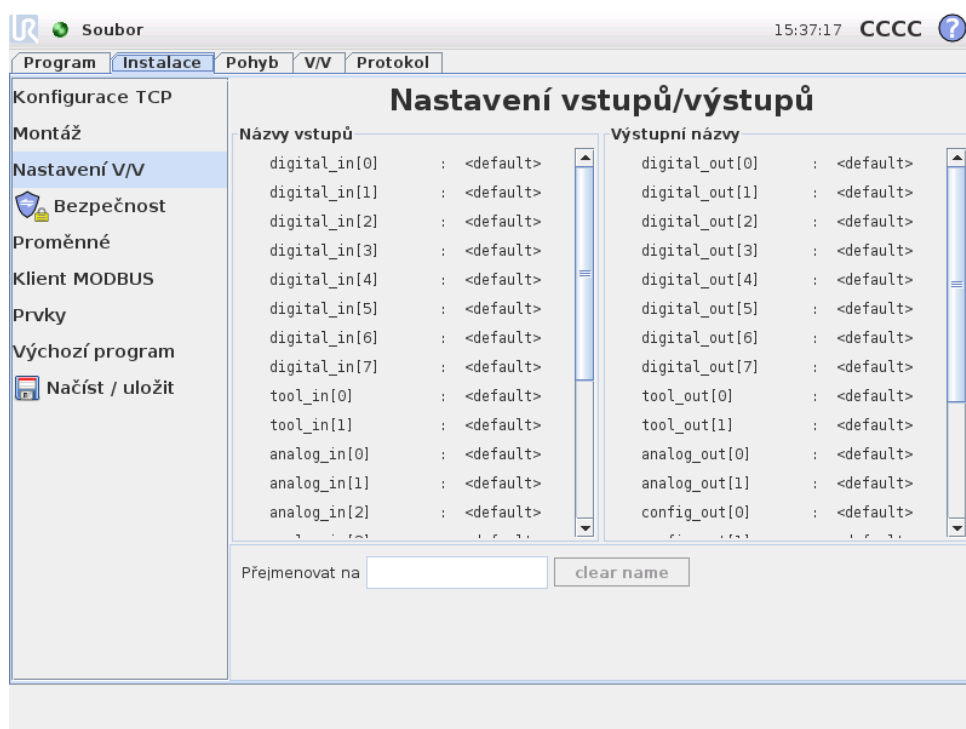 UR Soubor 15:37:17 CCCC ?
Program Instalace Pohyb V/V Protokol
Konfigurace TCP
Montáž
Nastavení V/V
Bezpečnost
Proměnné
Klient MODBUS
Prvky
Výchozí program
Načíst / uložit
Nastavení vstupů/výstupů
Názvy vstupů
digital_in[0] : <default>
digital_in[1] : <default>
digital_in[2] : <default>
digital_in[3] : <default>
digital_in[4] : <default>
digital_in[5] : <default>
digital_in[6] : <default>
digital_in[7] : <default>
tool_in[0] : <default>
tool_in[1] : <default>
analog_in[0] : <default>
analog_in[1] : <default>
analog_in[2] : <default>
Výstupní názvy
digital_out[0] : <default>
digital_out[1] : <default>
digital_out[2] : <default>
digital_out[3] : <default>
digital_out[4] : <default>
digital_out[5] : <default>
digital_out[6] : <default>
digital_out[7] : <default>
tool_out[0] : <default>
tool_out[1] : <default>
analog_out[0] : <default>
analog_out[1] : <default>
config_out[0] : <default>
Přejmenovat na clear name